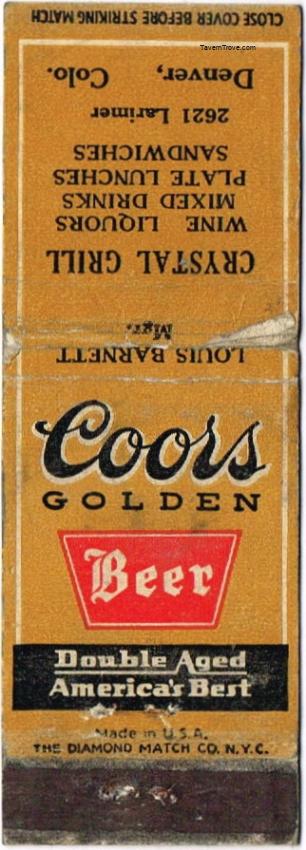 TavernTrove.com
CLOSE COVER BEFORE STRIKING MATCH
CRYSTAL GRILL
WINE LIQUORS
MIXED DRINKS
PLATE LUNCHES
SANDWICHES
2621 Larimer
Denver, Colo.
LOUIS BARNETT
Mgr.
Coors
GOLDEN
Beer
Double Aged
America's Best
Made in U.S.A.
THE DIAMOND MATCH CO. N.Y.C.